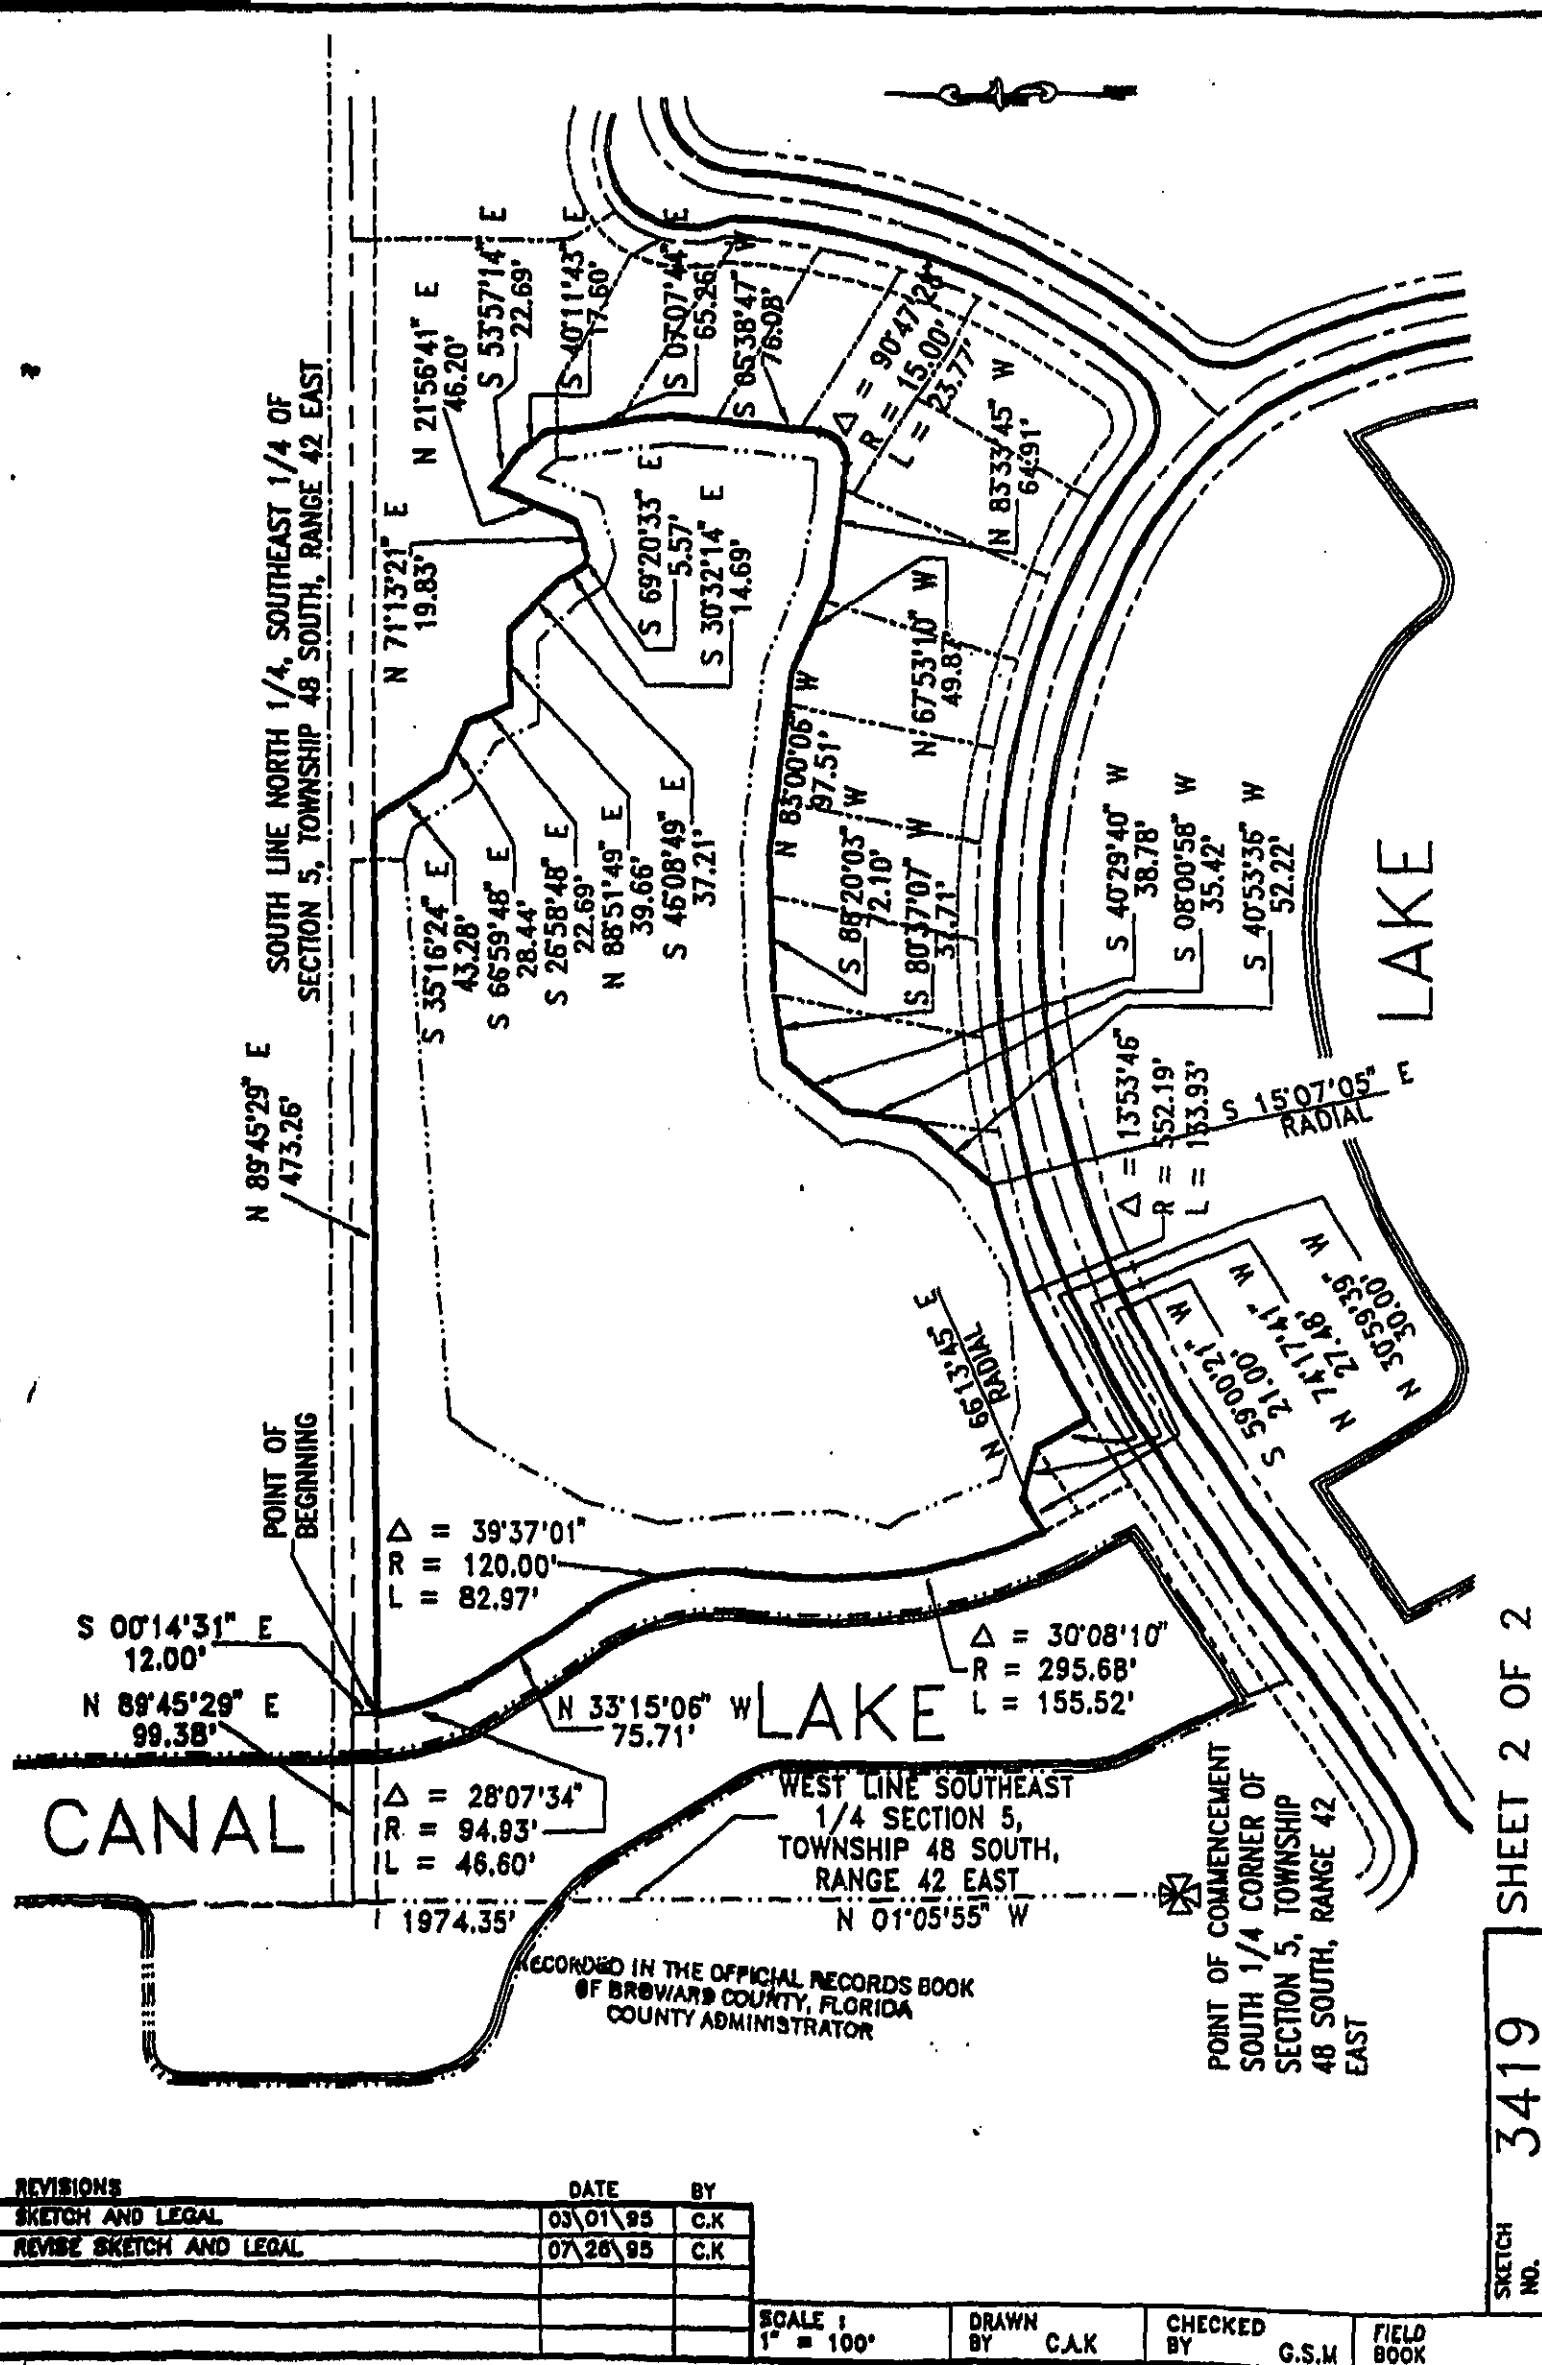 SOUTH LINE NORTH 1/4, SOUTHEAST 1/4 OF
SECTION 5, TOWNSHIP 48 SOUTH, RANGE 42 EAST
N 89°45'29" E
473.26'
POINT OF
BEGINNING
N 71°13'21" E
19.83'
N 21°56'41" E
46.20'
S 53°57'14" E
22.69'
S 40°11'43" E
17.60'
S 07°07'44" E
65.26'
S 05°38'47" W
76.08'
Δ = 90°47'28"
R = 15.00'
L = 23.77'
N 83°33'45" W
64.91'
S 69°20'33" E
5.57'
S 30°32'14" E
14.69'
N 67°53'10" W
49.87'
N 83°00'06" W
97.51'
S 35°16'24" E
43.28'
S 66°59'48" E
28.44'
S 26°58'48" E
22.69'
N 88°51'49" E
39.66'
S 46°08'49" E
37.21'
S 88°20'03" W
72.10'
S 80°37'07" W
37.71'
S 40°29'40" W
38.78'
S 08°00'58" W
35.42'
S 40°53'36" W
52.22'
LAKE
Δ = 13°53'46"
R = 552.19'
L = 133.93'
S 15°07'05" E
RADIAL
N 66°13'45" E
RADIAL
S 59°00'21" W
21.00'
N 74°17'41" W
27.48'
N 30°59'39" W
30.00'
Δ = 39°37'01"
R = 120.00'
L = 82.97'
S 00°14'31" E
12.00'
N 89°45'29" E
99.38'
N 33°15'06" W
75.71'
LAKE
Δ = 30°08'10"
R = 295.68'
L = 155.52'
CANAL
Δ = 28°07'34"
R = 94.93'
L = 46.60'
WEST LINE SOUTHEAST
1/4 SECTION 5,
TOWNSHIP 48 SOUTH,
RANGE 42 EAST
1974.35'
N 01°05'55" W
POINT OF COMMENCEMENT
SOUTH 1/4 CORNER OF
SECTION 5, TOWNSHIP
48 SOUTH, RANGE 42
EAST
RECORDED IN THE OFFICIAL RECORDS BOOK
OF BROWARD COUNTY, FLORIDA
COUNTY ADMINISTRATOR
SHEET 2 OF 2
SKETCH
NO. 3419
REVISIONS DATE BY
SKETCH AND LEGAL 03\01\95 C.K
REVISE SKETCH AND LEGAL 07\26\95 C.K
SCALE :
1" = 100'
DRAWN
BY C.A.K
CHECKED
BY G.S.M
FIELD
BOOK